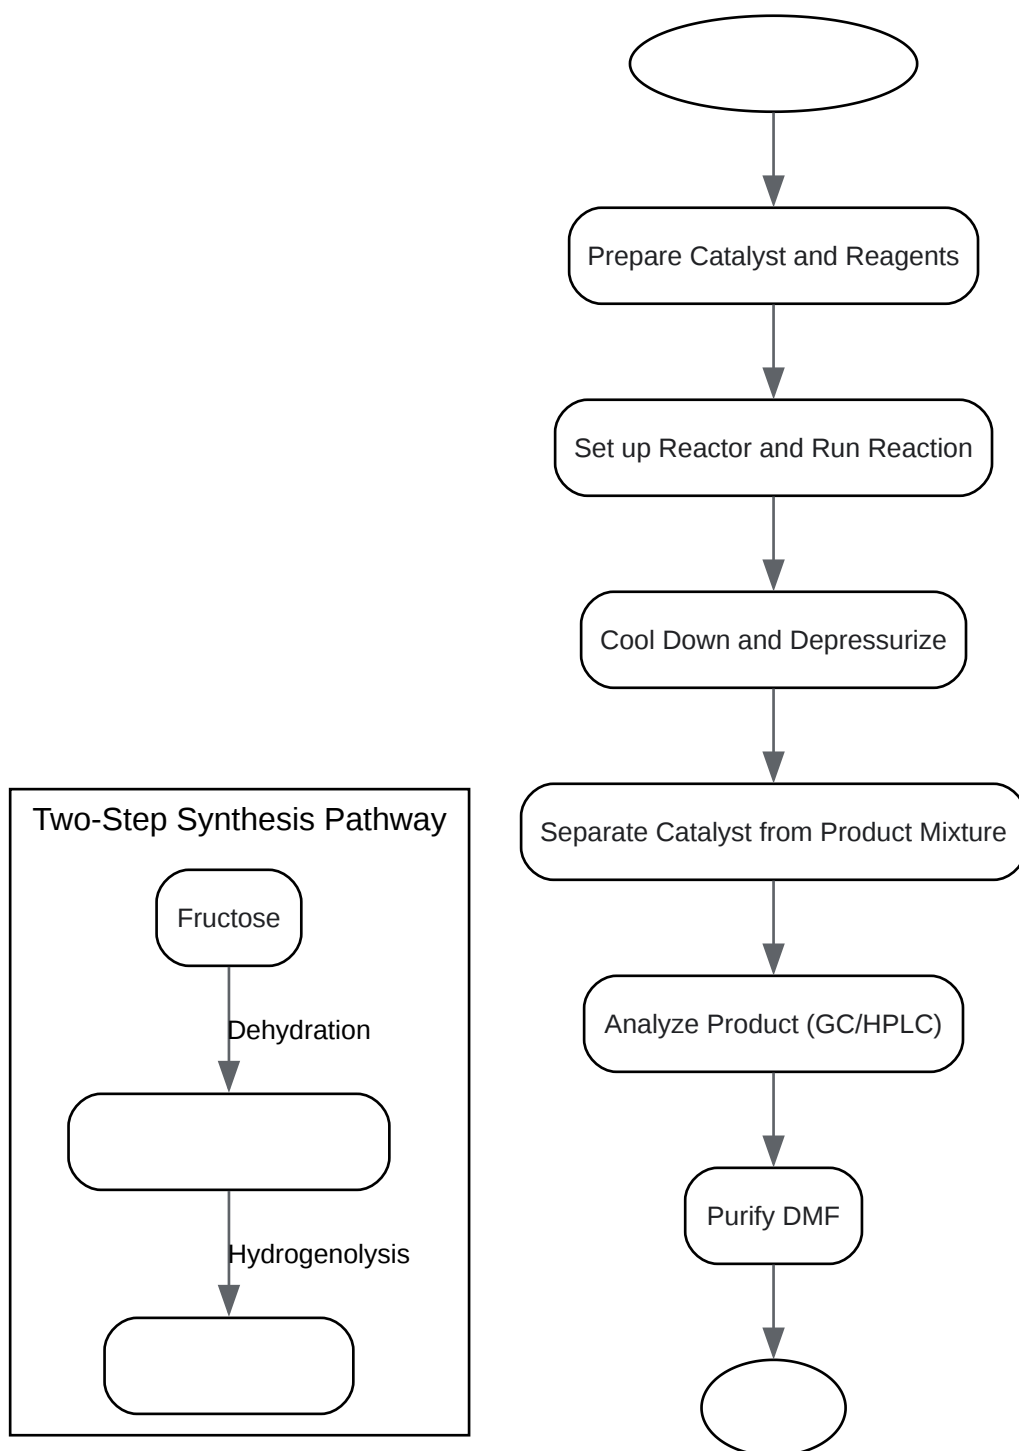 Prepare Catalyst and Reagents
Set up Reactor and Run Reaction
Cool Down and Depressurize
Separate Catalyst from Product Mixture
Analyze Product (GC/HPLC)
Purify DMF
Two-Step Synthesis Pathway
Fructose
Dehydration
Hydrogenolysis